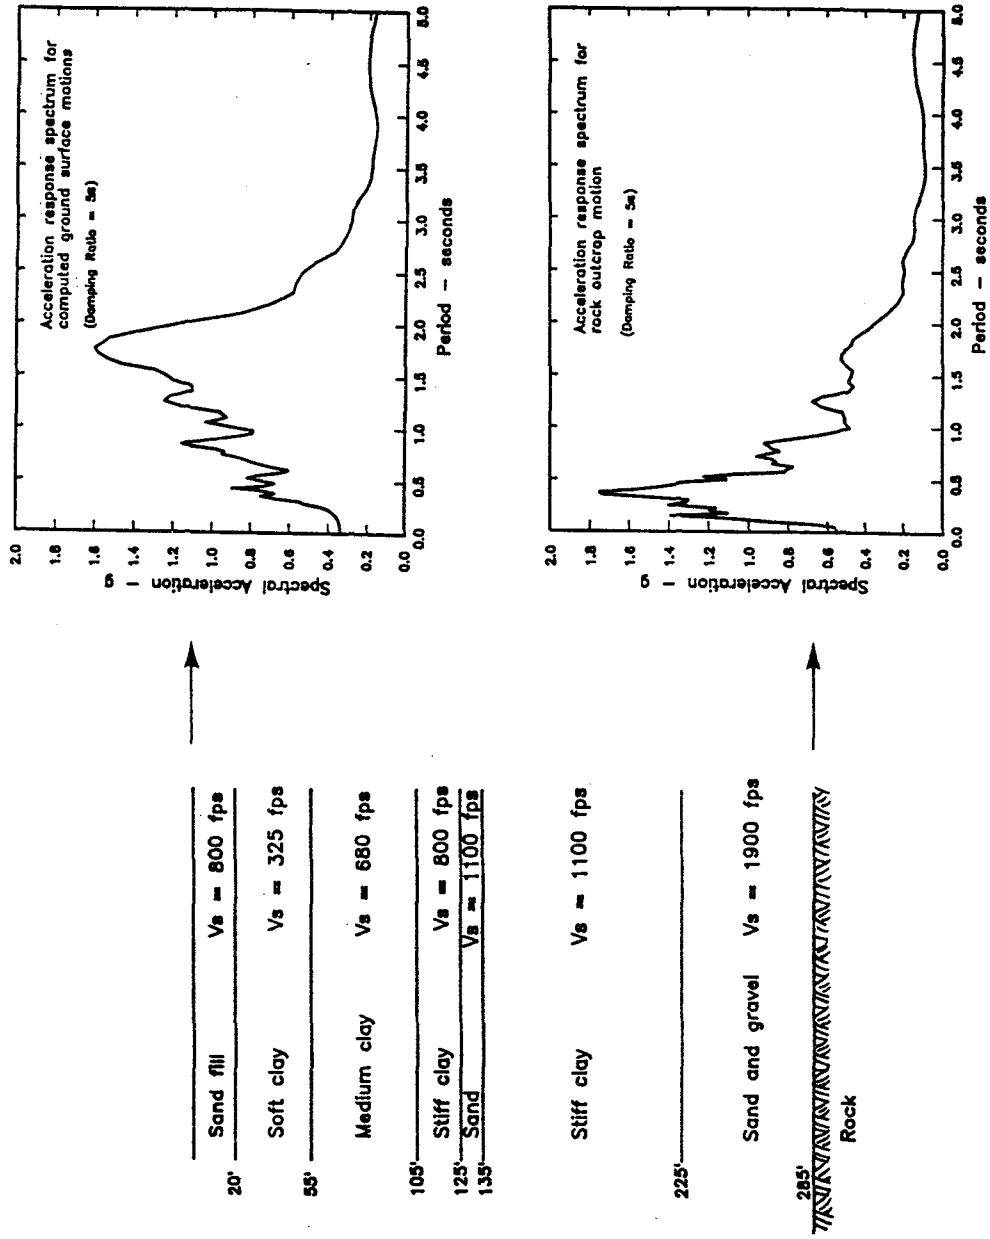 Sand fill Vs = 800 fps
20'
Soft clay Vs = 325 fps
55'
Medium clay Vs = 680 fps
105'
Stiff clay Vs = 800 fps
125'
Sand Vs = 1100 fps
135'
Stiff clay Vs = 1100 fps
225'
Sand and gravel Vs = 1900 fps
285'
Rock
Acceleration response spectrum for
computed ground surface motions
(Damping Ratio = 5%)
Spectral Acceleration - g
2.0
1.8
1.6
1.4
1.2
1.0
0.8
0.6
0.4
0.2
0.0
0.0 0.5 1.0 1.5 2.0 2.5 3.0 3.5 4.0 4.5 5.0
Period - seconds
Acceleration response spectrum for
rock outcrop motion
(Damping Ratio = 5%)
Spectral Acceleration - g
2.0
1.8
1.6
1.4
1.2
1.0
0.8
0.6
0.4
0.2
0.0
0.0 0.5 1.0 1.5 2.0 2.5 3.0 3.5 4.0 4.5 5.0
Period - seconds